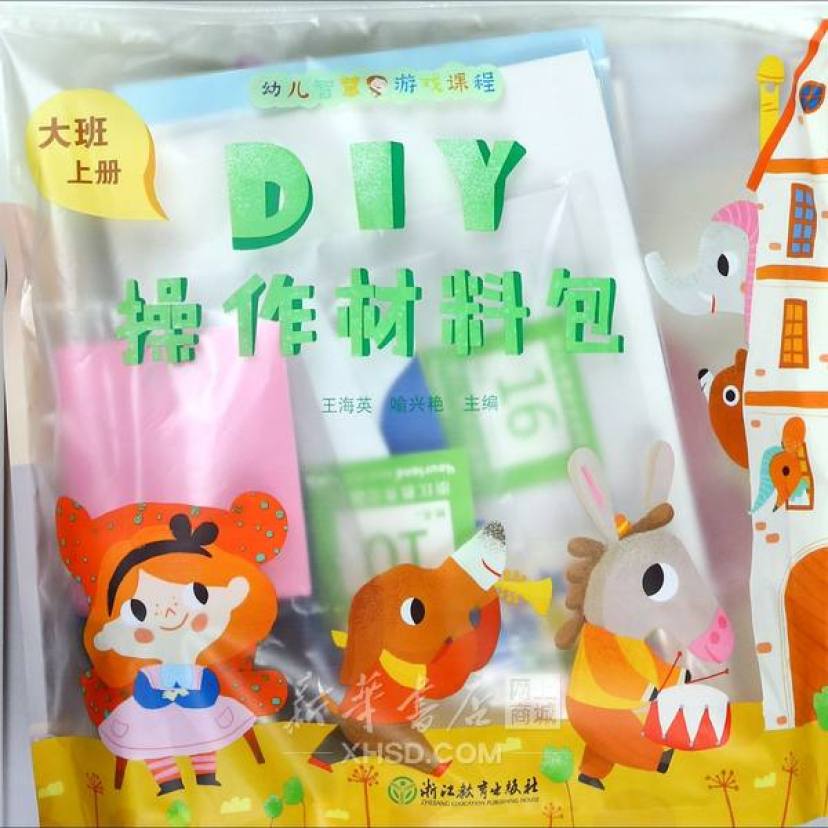 幼儿智慧游戏课程
大班
上册
DIY
操作材料包
王海英 喻兴艳 主编
16
10
新華書店
网上
商城
XHSD.COM
浙江教育出版社
ZHEJIANG EDUCATION PUBLISHING HOUSE